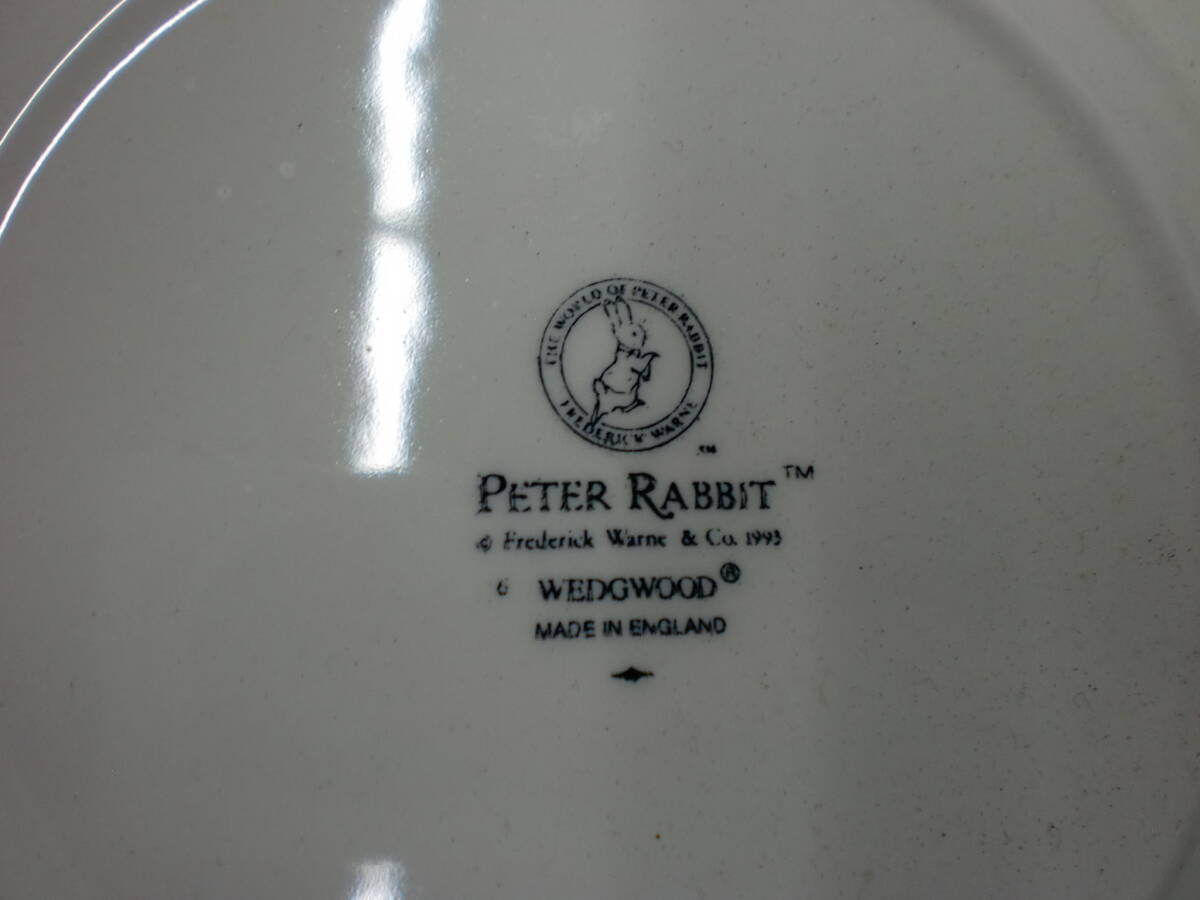 THE WORLD OF PETER RABBIT
FREDERICK WARNE
TM
PETER RABBIT™
© Frederick Warne & Co. 1993
6 WEDGWOOD®
MADE IN ENGLAND